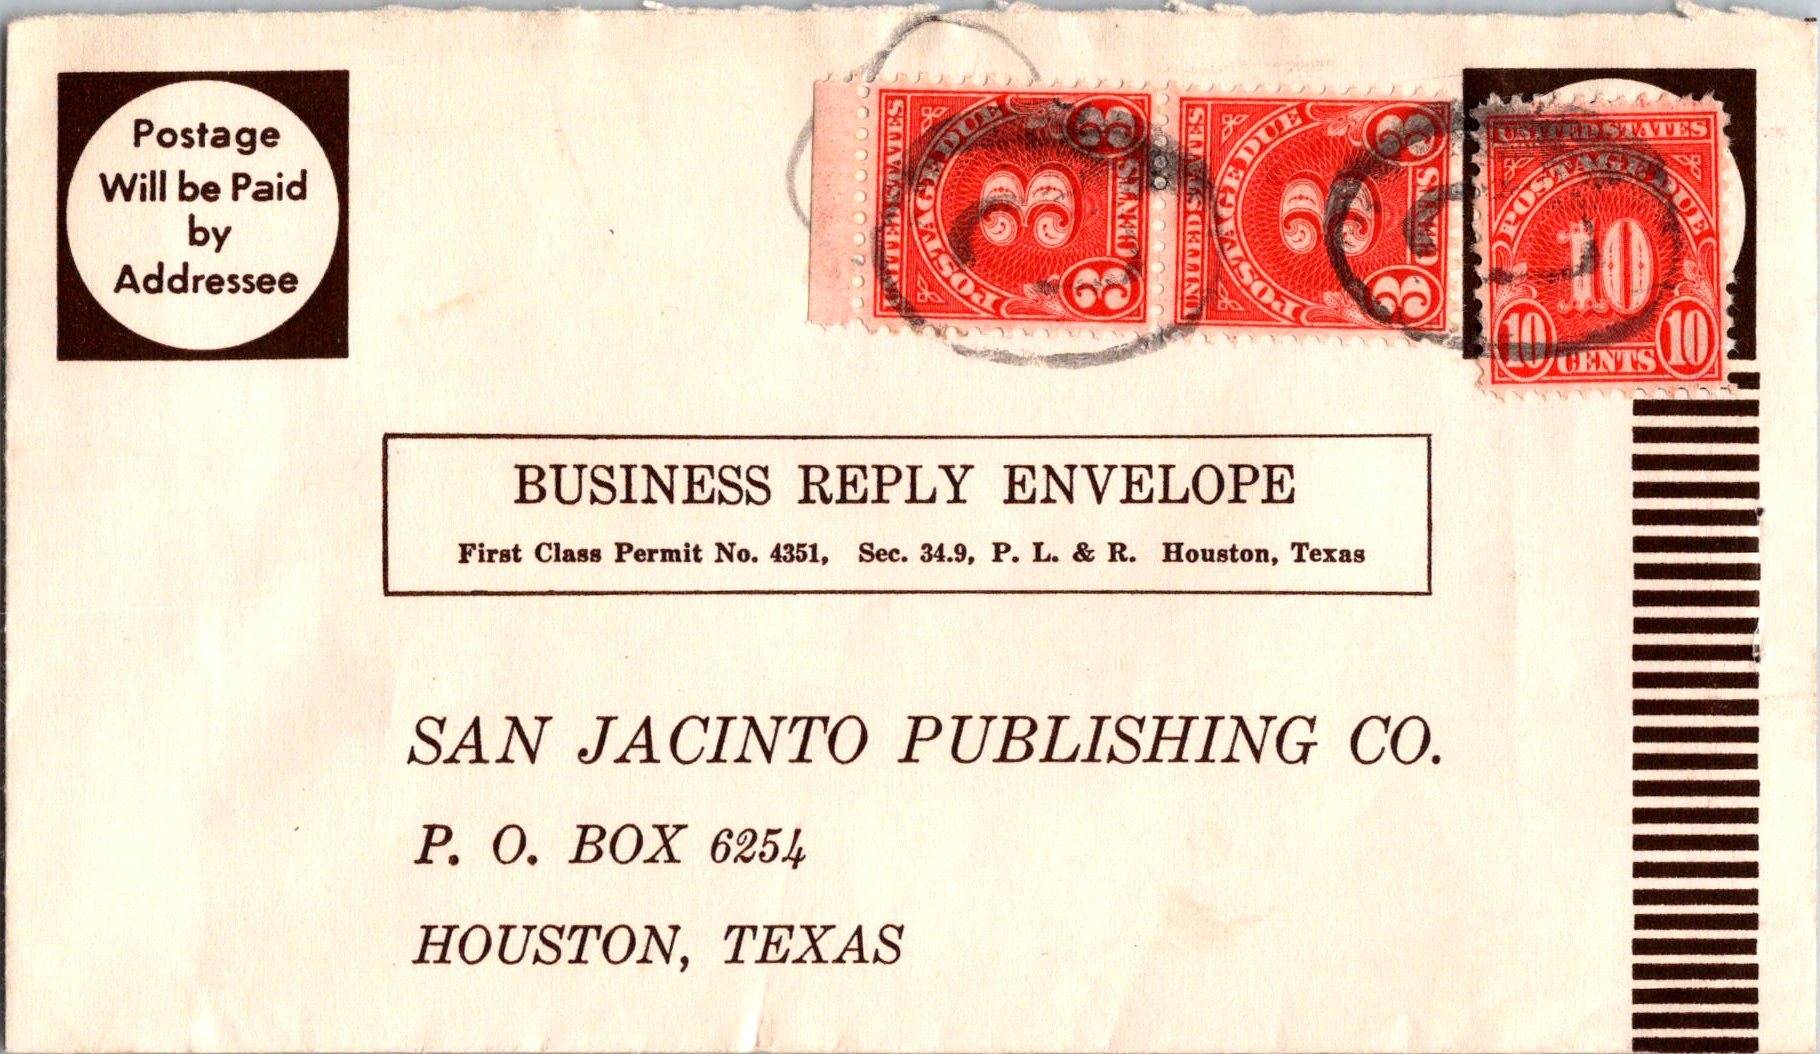 Postage
Will be Paid
by
Addressee
UNITED STATES
POSTAGE DUE
3
3
3
CENTS
UNITED STATES
POSTAGE DUE
3
3
3
CENTS
UNITED STATES
POSTAGE DUE
10
10 CENTS 10
BUSINESS REPLY ENVELOPE
First Class Permit No. 4351, Sec. 34.9, P. L. & R. Houston, Texas
SAN JACINTO PUBLISHING CO.
P. O. BOX 6254
HOUSTON, TEXAS